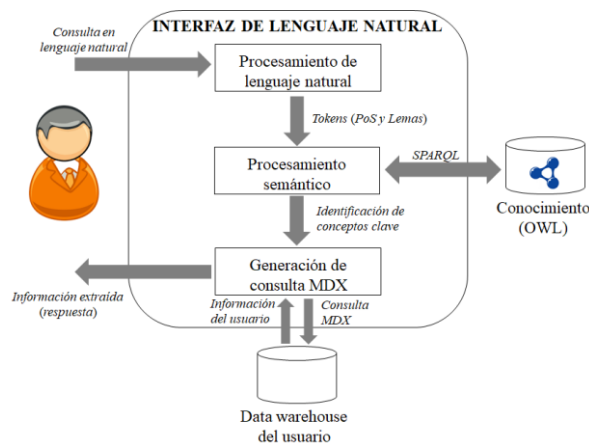 INTERFAZ DE LENGUAJE NATURAL
Consulta en
lenguaje natural
Procesamiento de
lenguaje natural
Tokens (PoS y Lemas)
Procesamiento
semántico
SPARQL
Conocimiento
(OWL)
Identificación de
conceptos clave
Generación de
consulta MDX
Información extraída
(respuesta)
Información
del usuario
Consulta
MDX
Data warehouse
del usuario